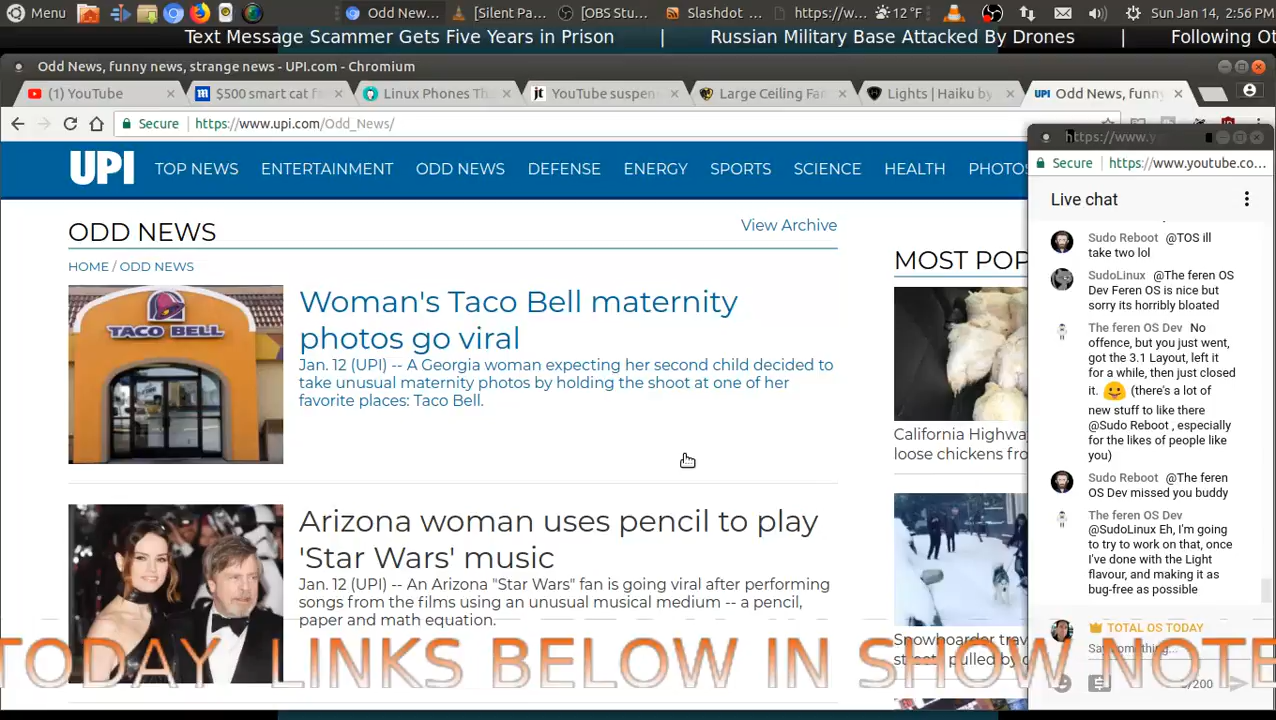 Menu
Odd New...
[Silent Pa...
[OBS Stu...
Slashdot ...
https://w...
12 °F
Sun Jan 14, 2:56 PM
Text Message Scammer Gets Five Years in Prison | Russian Military Base Attacked By Drones | Following Ot
Odd News, funny news, strange news - UPI.com - Chromium
(1) YouTube
$500 smart cat f
Linux Phones Th
YouTube suspen
Large Ceiling Fan
Lights | Haiku by
UPI Odd News, funny
Secure https://www.upi.com/Odd_News/
UPI TOP NEWS ENTERTAINMENT ODD NEWS DEFENSE ENERGY SPORTS SCIENCE HEALTH PHOTOS
ODD NEWS
View Archive
HOME / ODD NEWS
TACO BELL
Woman's Taco Bell maternity
photos go viral
Jan. 12 (UPI) -- A Georgia woman expecting her second child decided to
take unusual maternity photos by holding the shoot at one of her
favorite places: Taco Bell.
Arizona woman uses pencil to play
'Star Wars' music
Jan. 12 (UPI) -- An Arizona "Star Wars" fan is going viral after performing
songs from the films using an unusual musical medium -- a pencil,
paper and math equation.
MOST POP
California Highwa
loose chickens fro
Snowboarder trav
https://www.y
Secure https://www.youtube.co...
Live chat
Sudo Reboot @TOS ill
take two lol
SudoLinux @The feren OS
Dev Feren OS is nice but
sorry its horribly bloated
The feren OS Dev No
offence, but you just went,
got the 3.1 Layout, left it
for a while, then just closed
it. (there's a lot of
new stuff to like there
@Sudo Reboot , especially
for the likes of people like
you)
Sudo Reboot @The feren
OS Dev missed you buddy
The feren OS Dev
@SudoLinux Eh, I'm going
to try to work on that, once
I've done with the Light
flavour, and making it as
bug-free as possible
TOTAL OS TODAY
Say something...
/200
TODAY LINKS BELOW IN SHOW NOTE